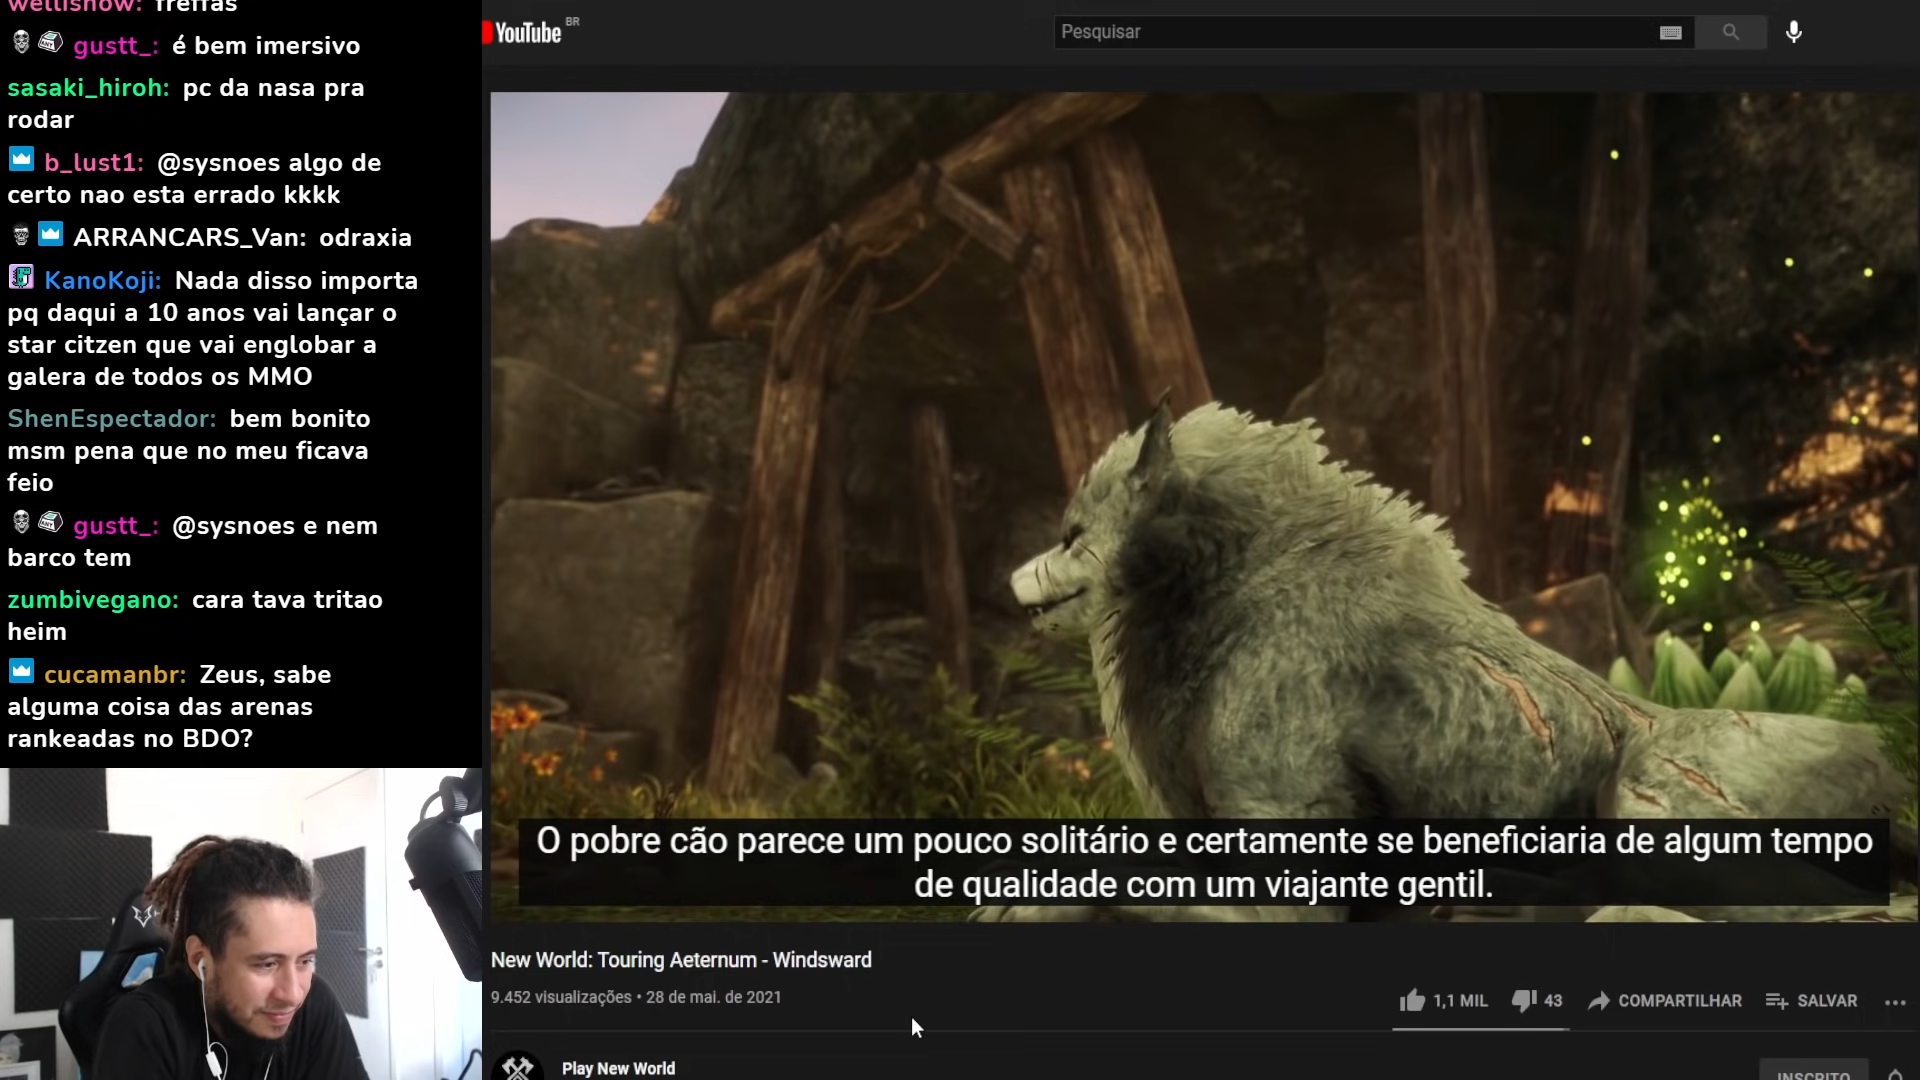 wellishow: freffas
gustt_: é bem imersivo
sasaki_hiroh: pc da nasa pra
rodar
b_lust1: @sysnoes algo de
certo nao esta errado kkkk
ARRANCARS_Van: odraxia
KanoKoji: Nada disso importa
pq daqui a 10 anos vai lançar o
star citzen que vai englobar a
galera de todos os MMO
ShenEspectador: bem bonito
msm pena que no meu ficava
feio
gustt_: @sysnoes e nem
barco tem
zumbivegano: cara tava tritao
heim
cucamanbr: Zeus, sabe
alguma coisa das arenas
rankeadas no BDO?
YouTube BR
Pesquisar
O pobre cão parece um pouco solitário e certamente se beneficiaria de algum tempo
de qualidade com um viajante gentil.
New World: Touring Aeternum - Windsward
9.452 visualizações • 28 de mai. de 2021
1,1 MIL 43 COMPARTILHAR SALVAR
Play New World
INSCRITO